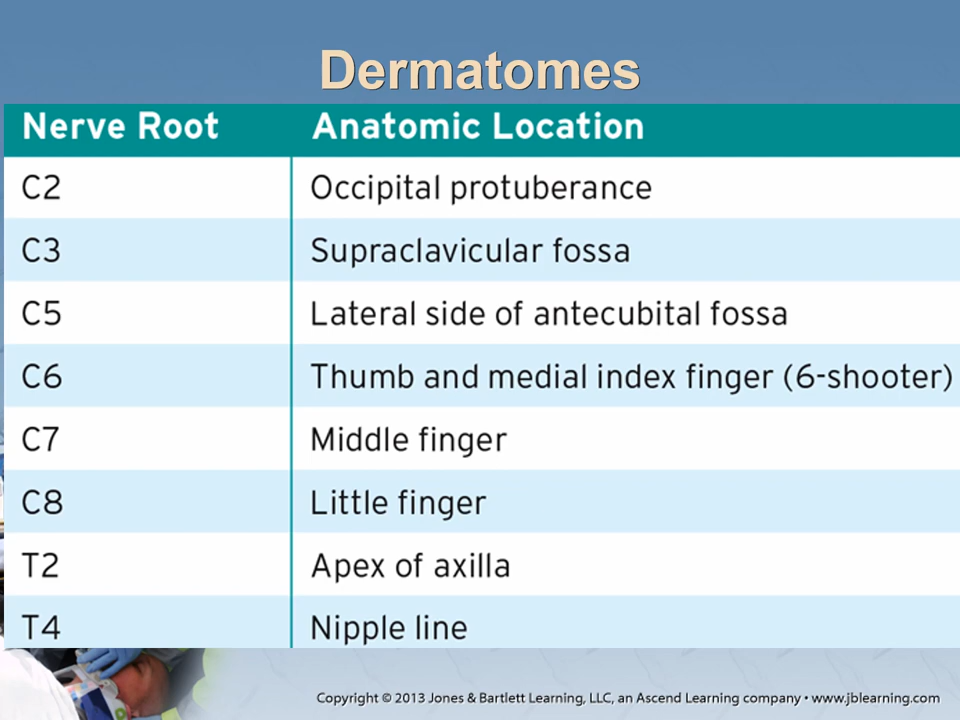 Dermatomes
Nerve Root Anatomic Location
C2 Occipital protuberance
C3 Supraclavicular fossa
C5 Lateral side of antecubital fossa
C6 Thumb and medial index finger (6-shooter)
C7 Middle finger
C8 Little finger
T2 Apex of axilla
T4 Nipple line
Copyright © 2013 Jones & Bartlett Learning, LLC, an Ascend Learning company • www.jblearning.com